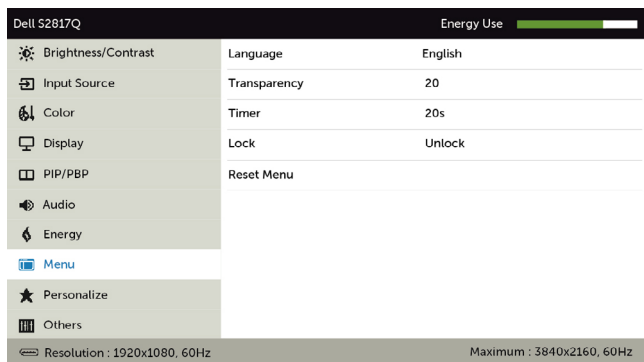 Dell S2817Q Energy Use
Brightness/Contrast
Input Source
Color
Display
PIP/PBP
Audio
Energy
Menu
Personalize
Others
Language English
Transparency 20
Timer 20s
Lock Unlock
Reset Menu
Resolution : 1920x1080, 60Hz Maximum : 3840x2160, 60Hz